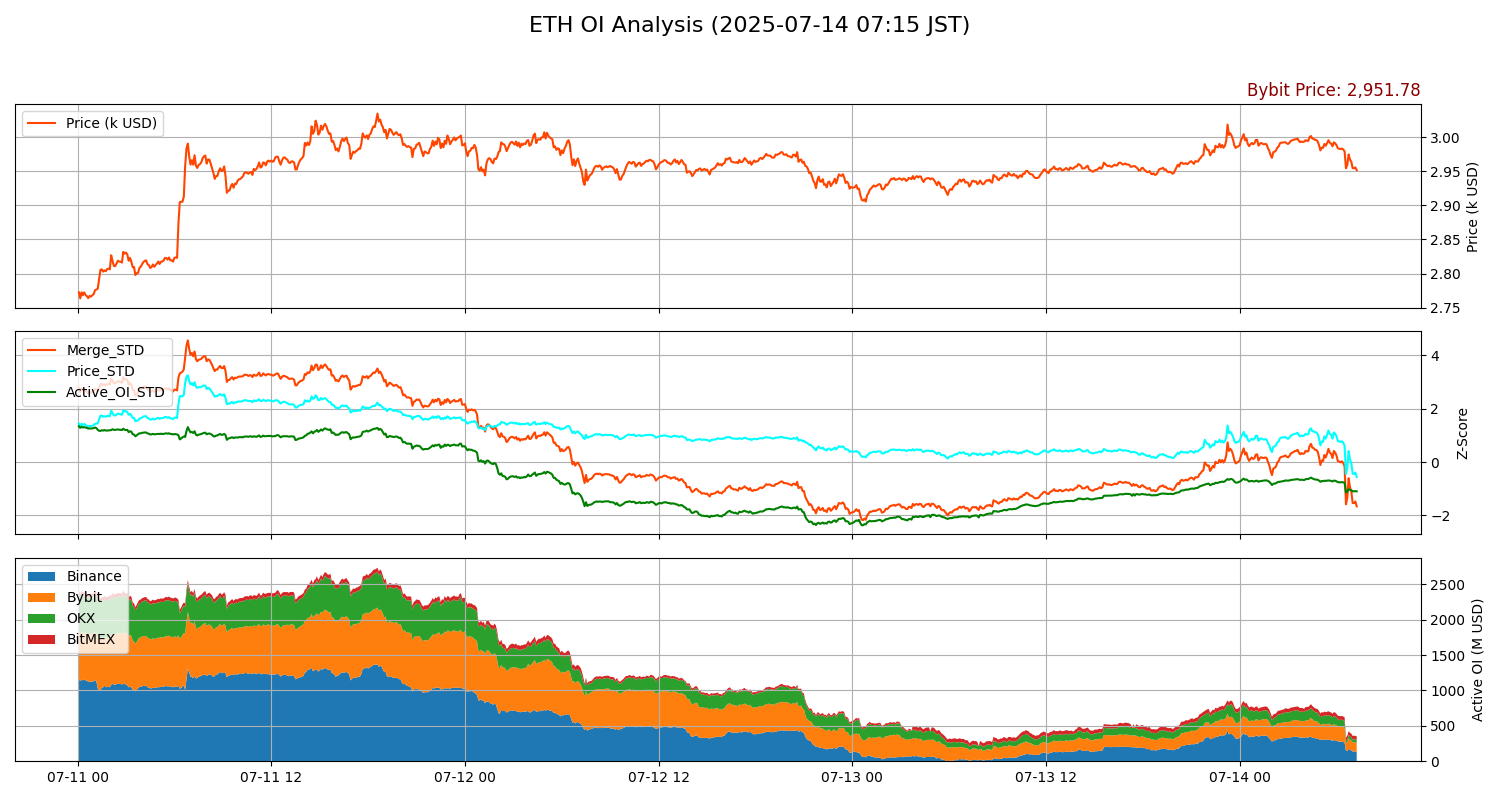 ETH OI Analysis (2025-07-14 07:15 JST)
Bybit Price: 2,951.78
Price (k USD)
3.00
2.95
2.90
2.85
2.80
2.75
Price (k USD)
Merge_STD
Price_STD
Active_OI_STD
4
2
0
−2
Z-Score
Binance
Bybit
OKX
BitMEX
2500
2000
1500
1000
500
0
Active OI (M USD)
07-11 00
07-11 12
07-12 00
07-12 12
07-13 00
07-13 12
07-14 00